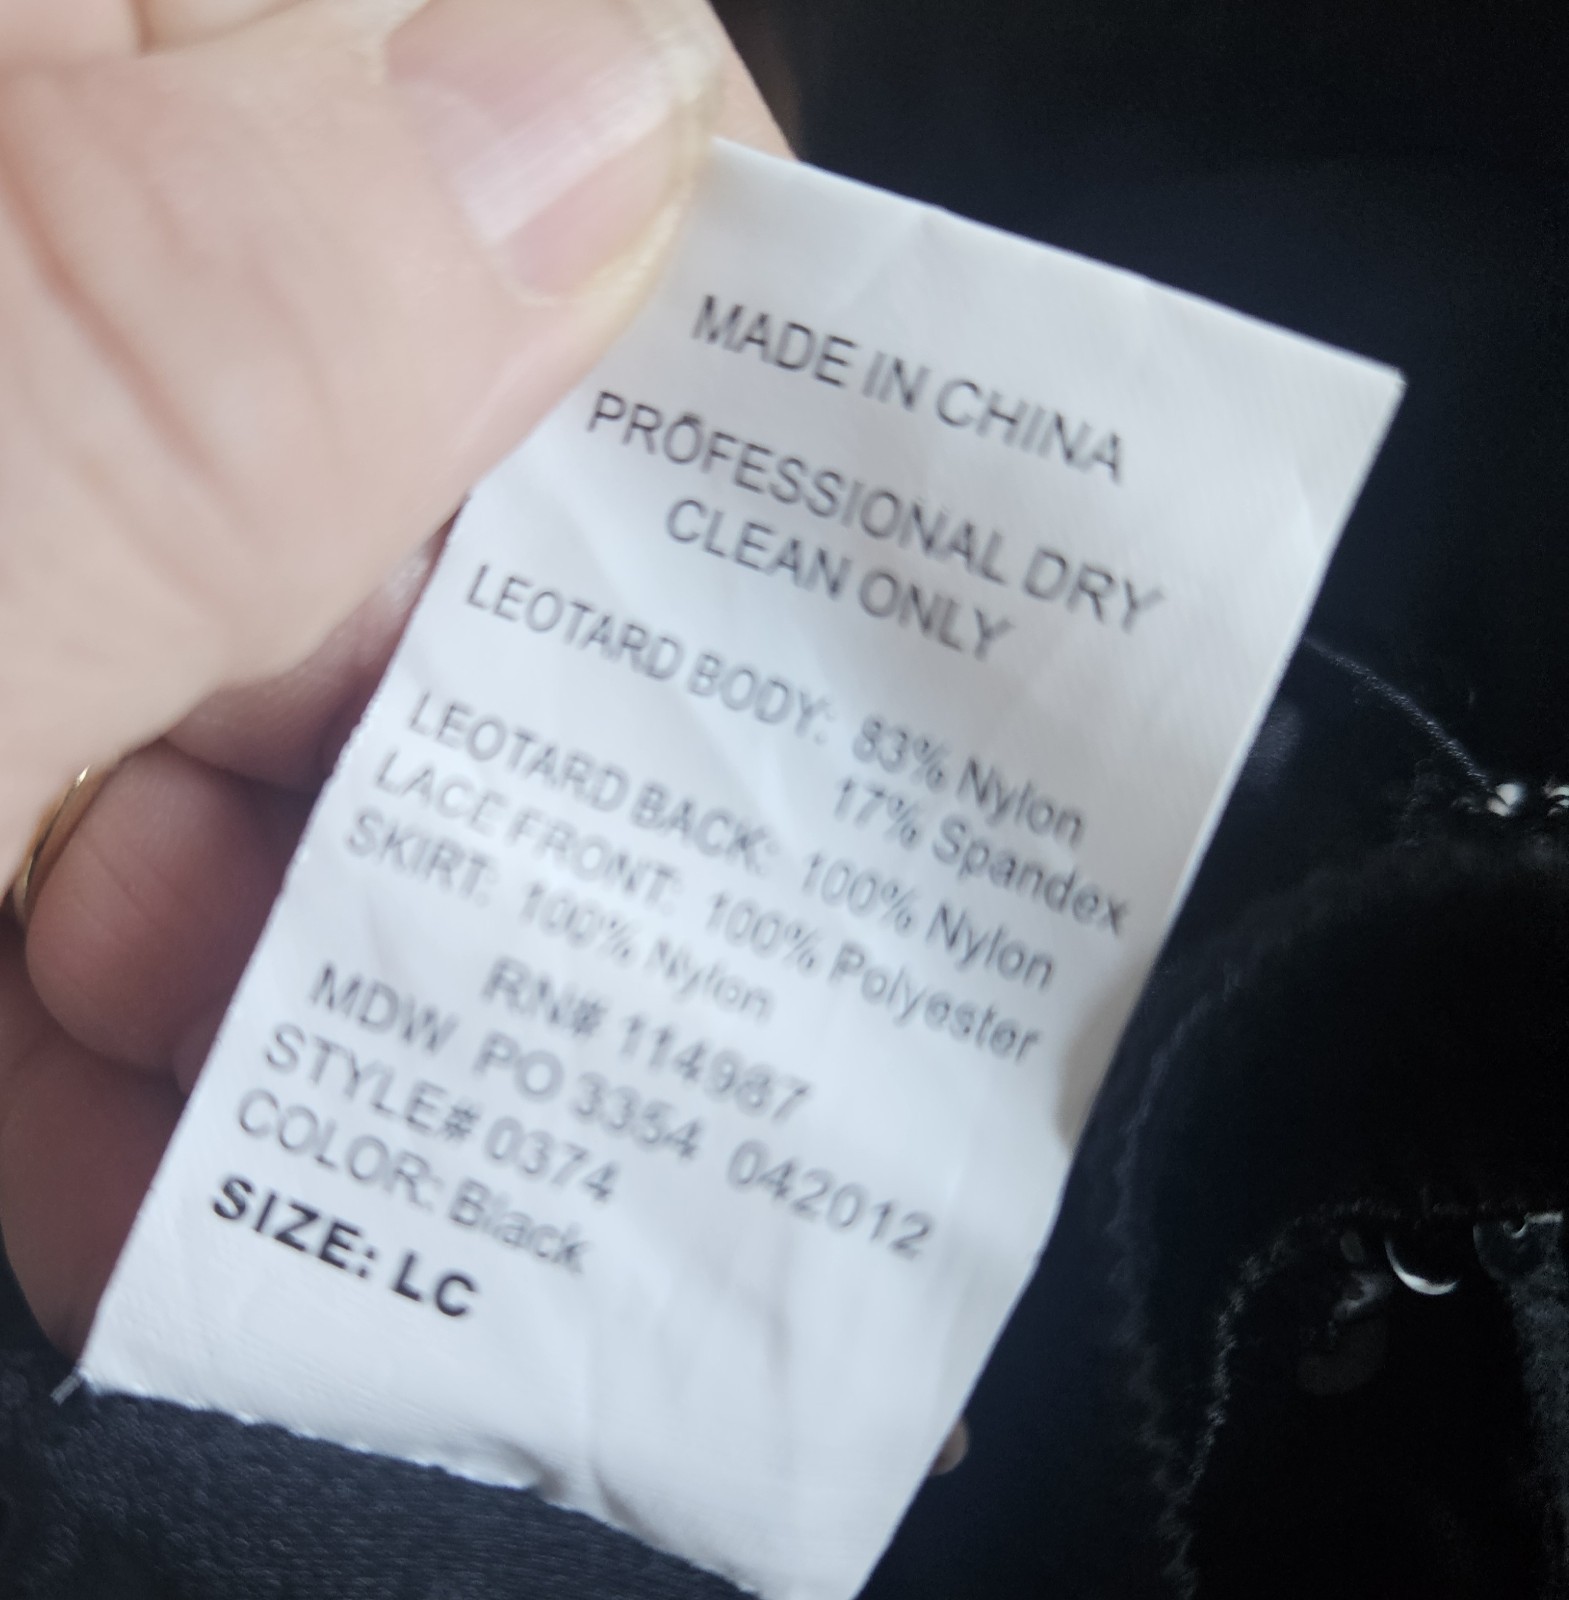 MADE IN CHINA
PROFESSIONAL DRY
CLEAN ONLY
LEOTARD BODY: 83% Nylon
17% Spandex
LEOTARD BACK: 100% Nylon
LACE FRONT: 100% Polyester
SKIRT: 100% Nylon
RN# 114987
MDW PO 3354 042012
STYLE# 0374
COLOR: Black
SIZE: LC